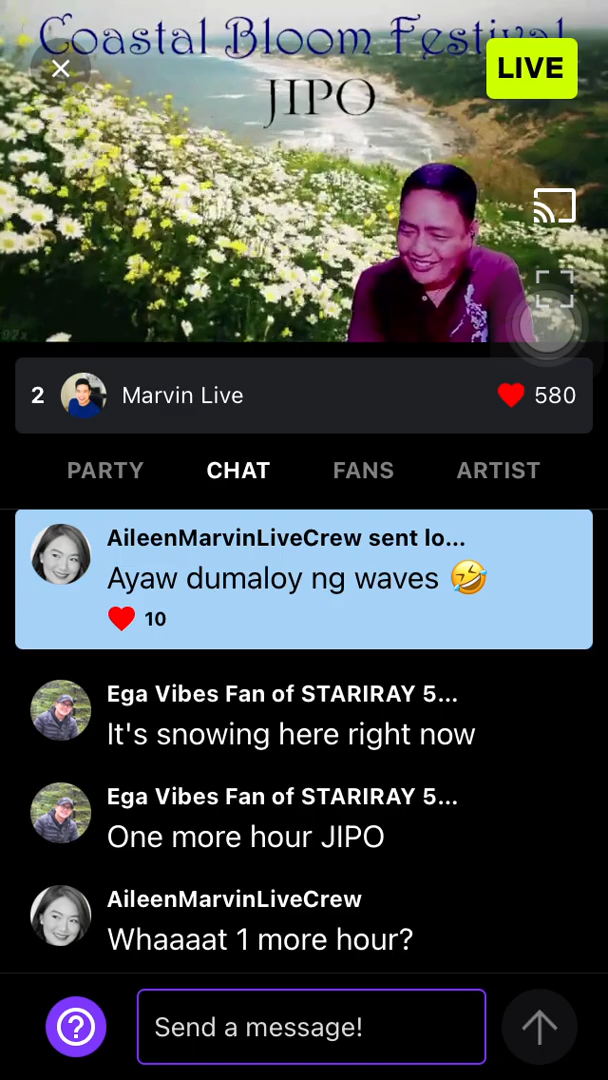 Coastal Bloom Festival
LIVE
JIPO
2 Marvin Live 580
PARTY CHAT FANS ARTIST
AileenMarvinLiveCrew sent lo...
Ayaw dumaloy ng waves 🤣
10
Ega Vibes Fan of STARIRAY 5...
It's snowing here right now
Ega Vibes Fan of STARIRAY 5...
One more hour JIPO
AileenMarvinLiveCrew
Whaaaat 1 more hour?
Send a message!